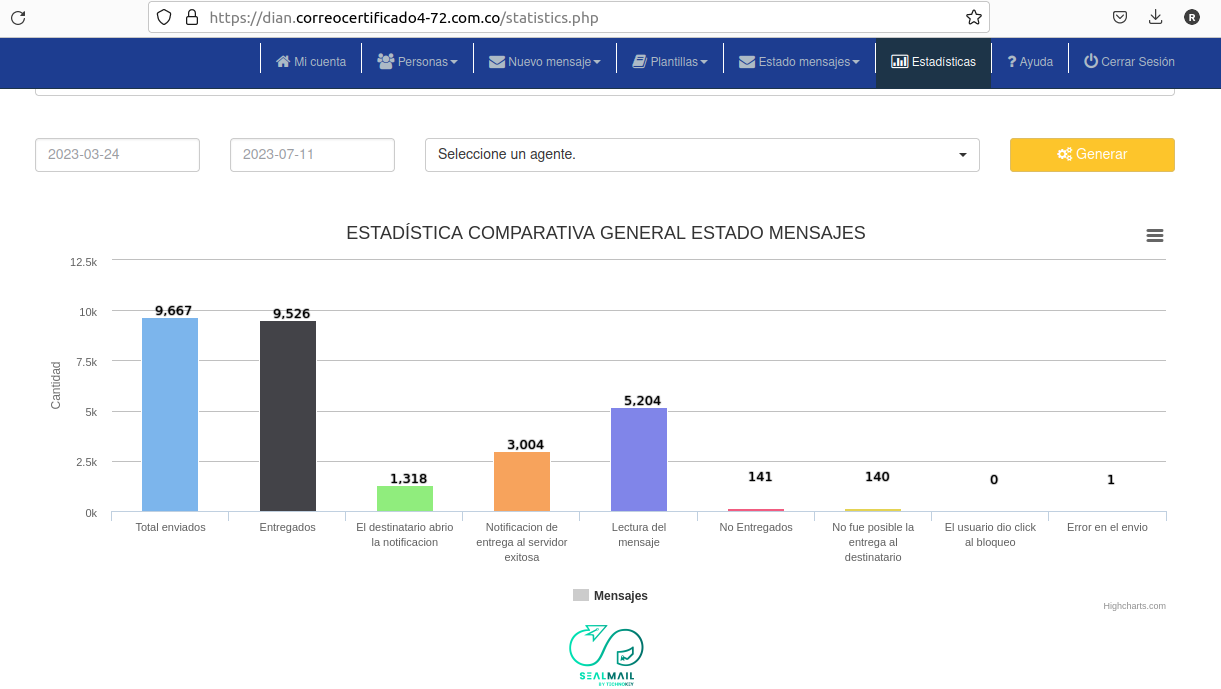 https://dian.correocertificado4-72.com.co/statistics.php
R
Mi cuenta
Personas
Nuevo mensaje
Plantillas
Estado mensajes
Estadísticas
? Ayuda
Cerrar Sesión
2023-03-24
2023-07-11
Seleccione un agente.
Generar
ESTADÍSTICA COMPARATIVA GENERAL ESTADO MENSAJES
Cantidad
12.5k
10k
7.5k
5k
2.5k
0k
9,667
9,526
1,318
3,004
5,204
141
140
0
1
Total enviados
Entregados
El destinatario abrio
la notificacion
Notificacion de
entrega al servidor
exitosa
Lectura del
mensaje
No Entregados
No fue posible la
entrega al
destinatario
El usuario dio click
al bloqueo
Error en el envio
Mensajes
Highcharts.com
SEALMAIL
BY TECHNOKEY